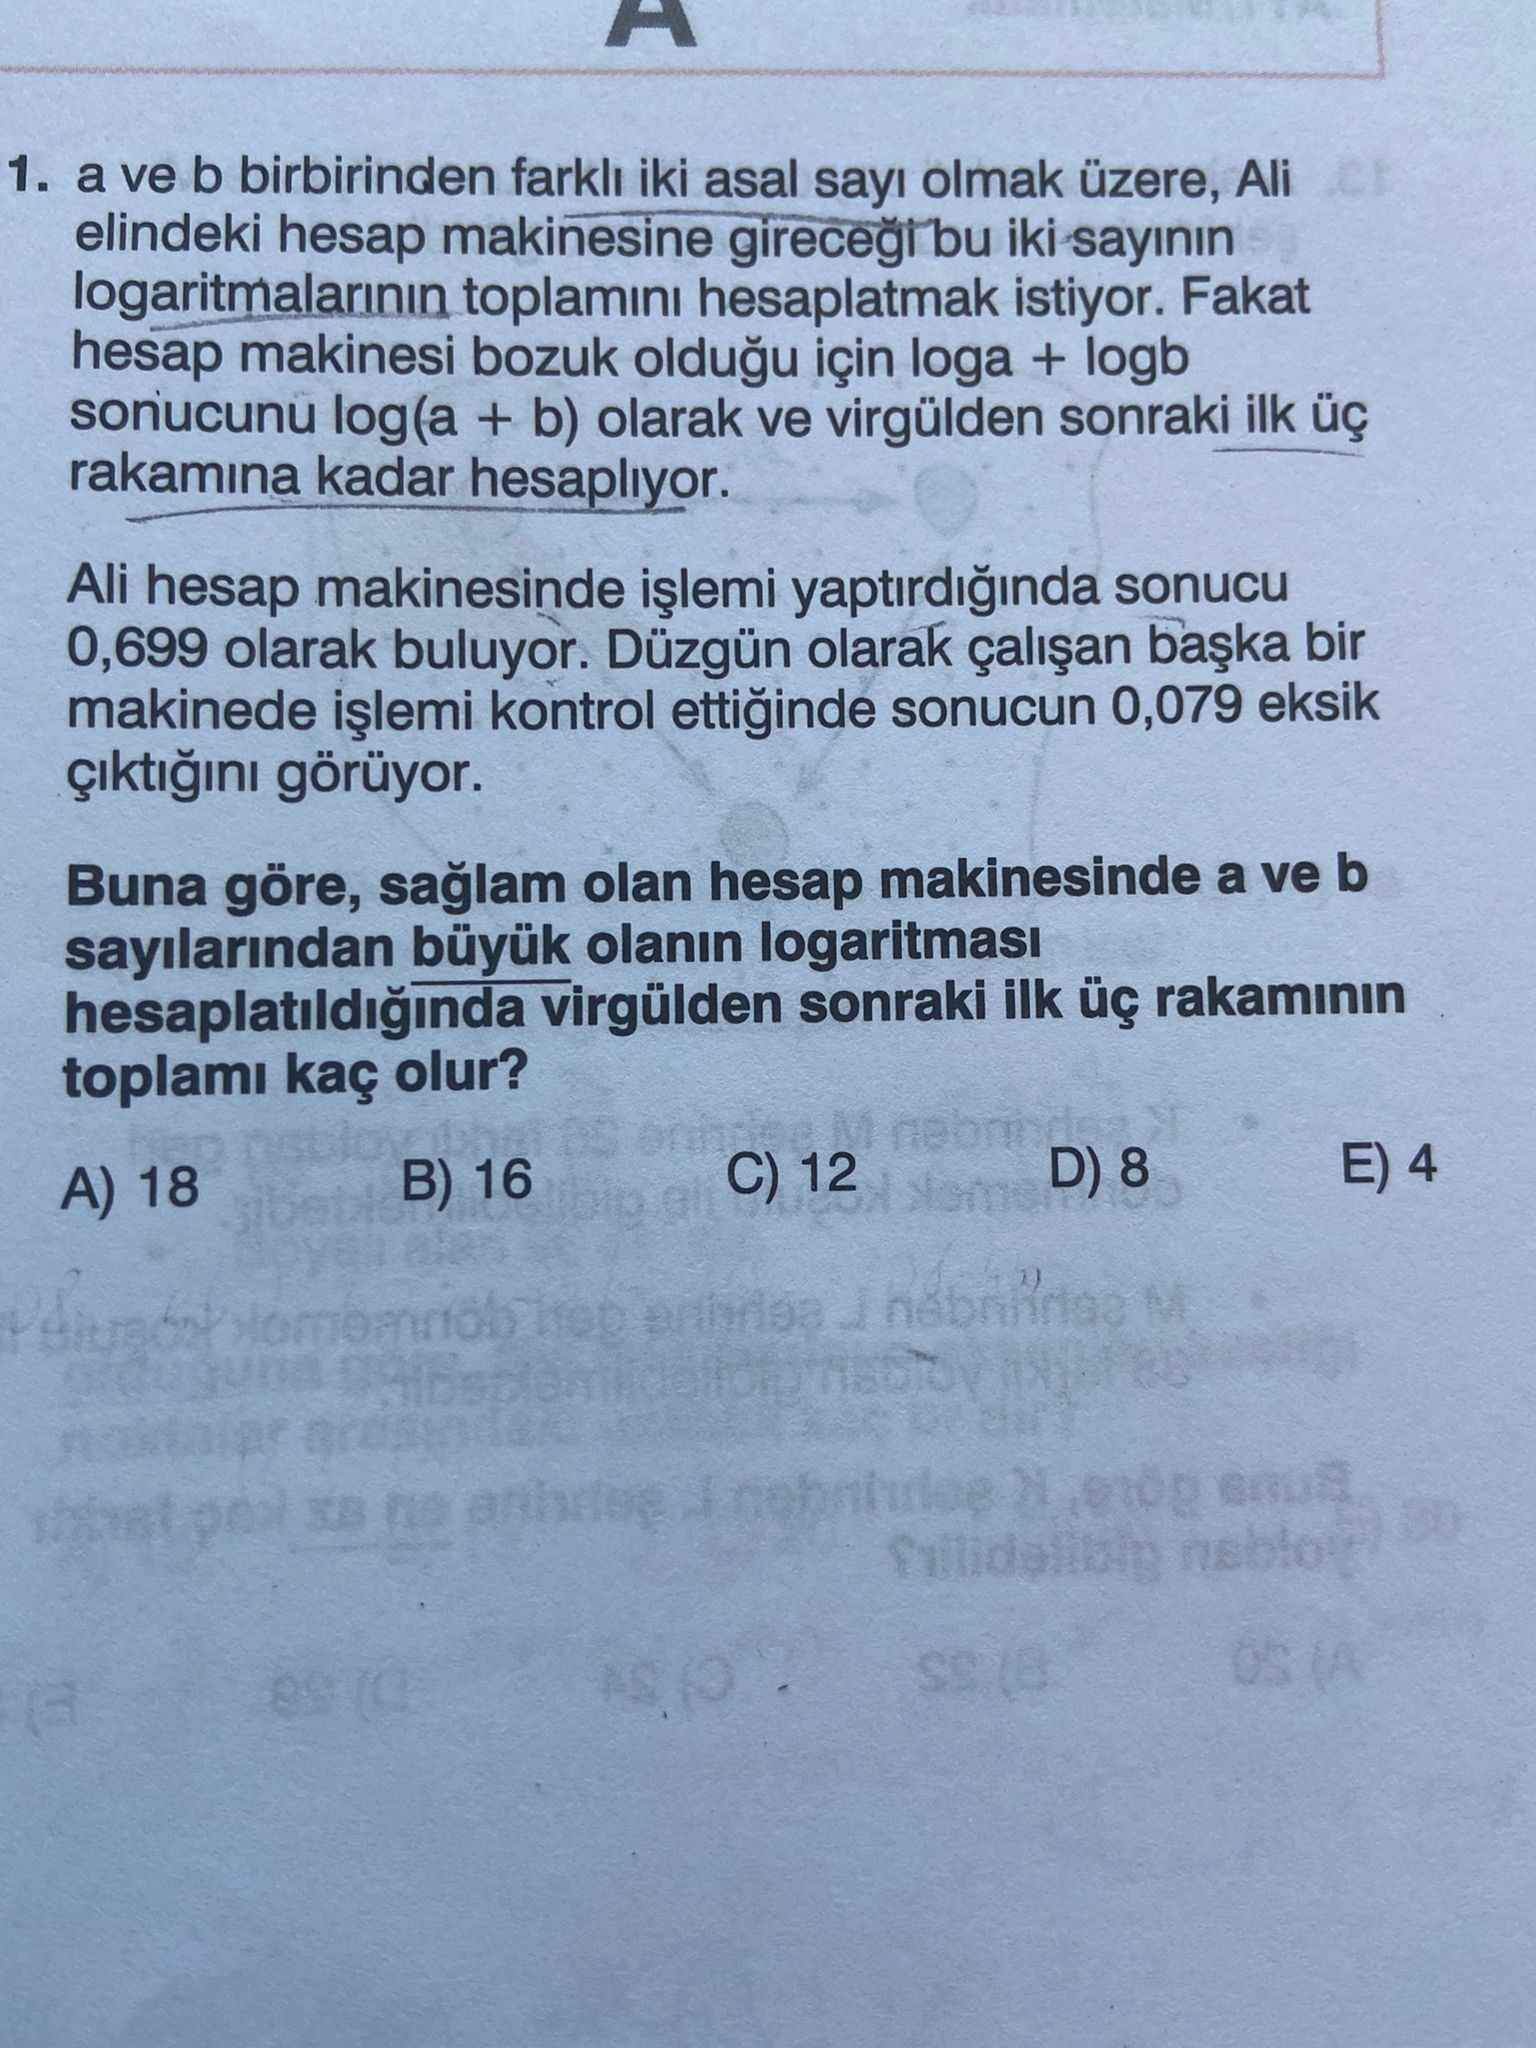 A
1. a ve b birbirinden farklı iki asal sayı olmak üzere, Ali
elindeki hesap makinesine gireceği bu iki sayının
logaritmalarının toplamını hesaplatmak istiyor. Fakat
hesap makinesi bozuk olduğu için loga + logb
sonucunu log(a + b) olarak ve virgülden sonraki ilk üç
rakamına kadar hesaplıyor.
Ali hesap makinesinde işlemi yaptırdığında sonucu
0,699 olarak buluyor. Düzgün olarak çalışan başka bir
makinede işlemi kontrol ettiğinde sonucun 0,079 eksik
çıktığını görüyor.
Buna göre, sağlam olan hesap makinesinde a ve b
sayılarından büyük olanın logaritması
hesaplatıldığında virgülden sonraki ilk üç rakamının
toplamı kaç olur?
A) 18 B) 16 C) 12 D) 8 E) 4